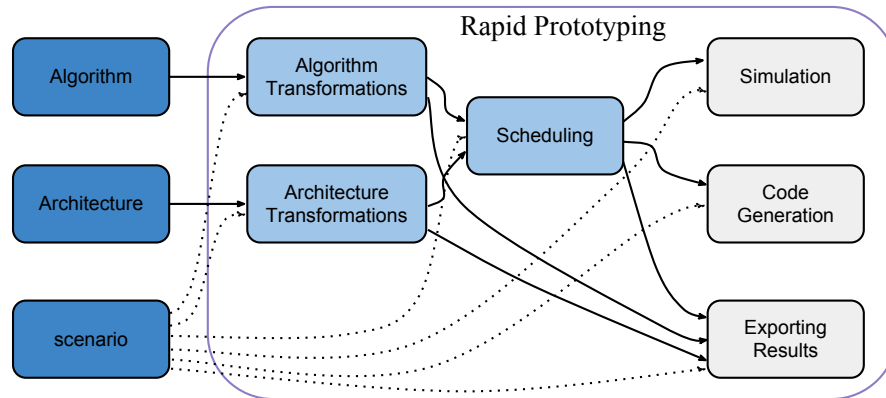 Rapid Prototyping
Algorithm
Algorithm
Transformations
Simulation
Scheduling
Architecture
Architecture
Transformations
Code
Generation
scenario
Exporting
Results